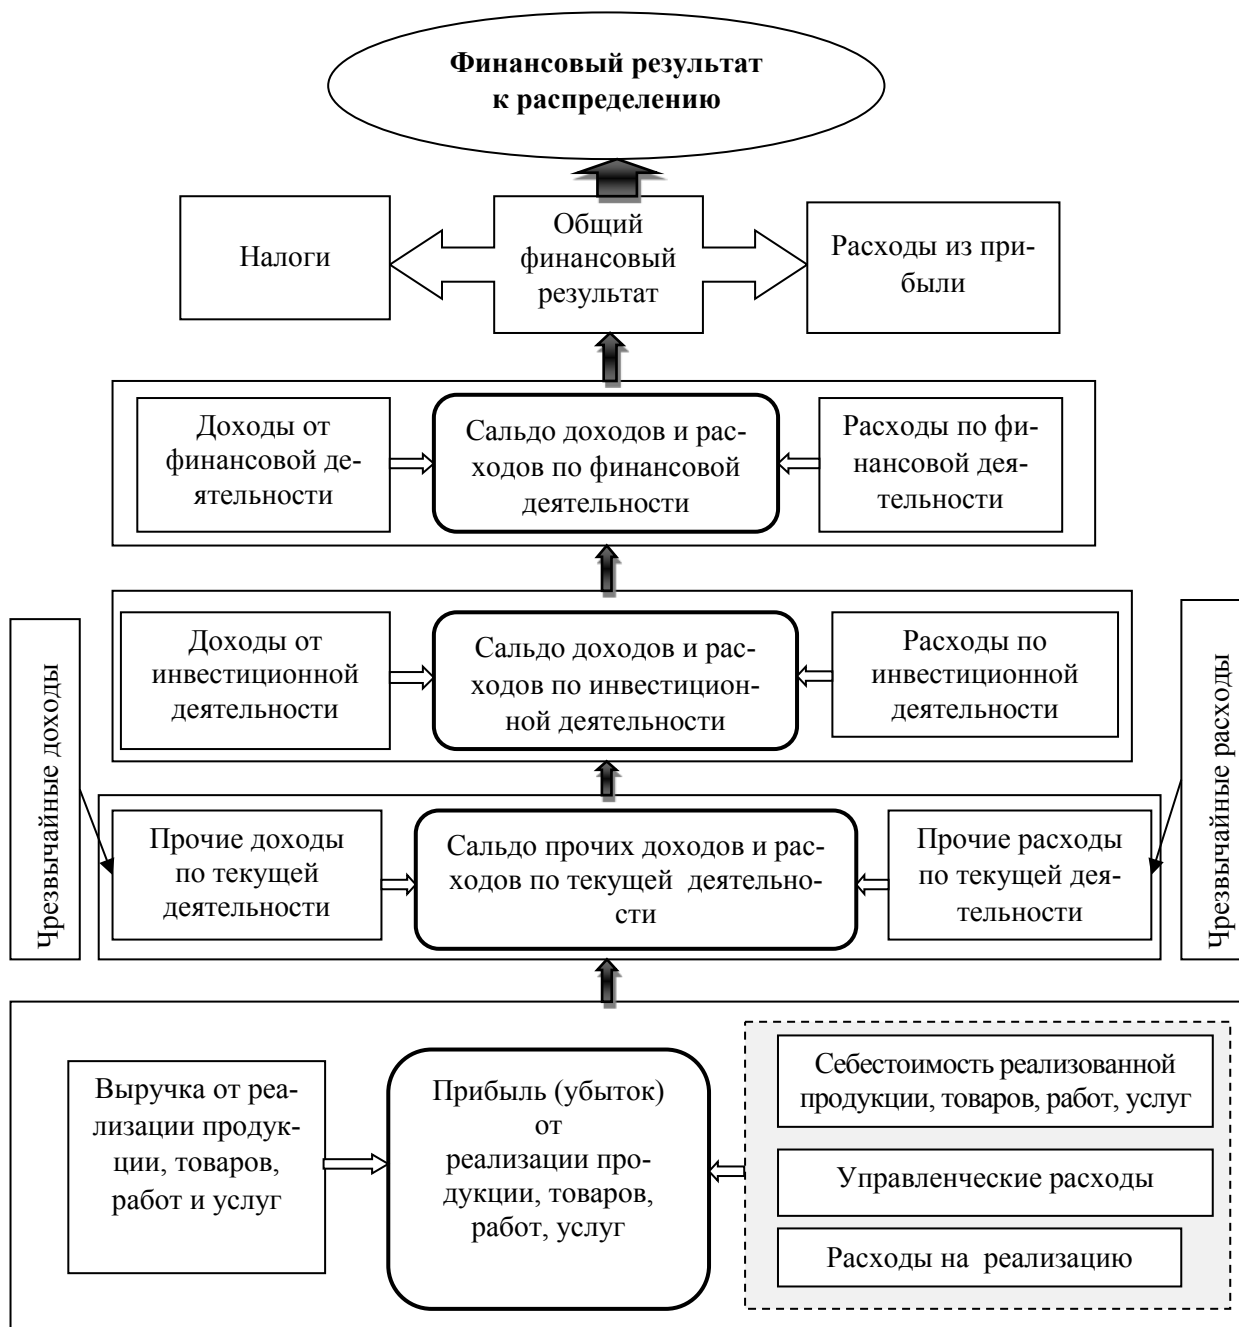 Финансовый результат
к распределению
Налоги
Общий
финансовый
результат
Расходы из при-
были
Доходы от
финансовой де-
ятельности
Сальдо доходов и рас-
ходов по финансовой
деятельности
Расходы по фи-
нансовой дея-
тельности
Чрезвычайные доходы
Доходы от
инвестиционной
деятельности
Сальдо доходов и рас-
ходов по инвестицион-
ной деятельности
Расходы по
инвестиционной
деятельности
Чрезвычайные расходы
Прочие доходы
по текущей
деятельности
Сальдо прочих доходов и рас-
ходов по текущей деятельно-
сти
Прочие расходы
по текущей дея-
тельности
Выручка от реа-
лизации продук-
ции, товаров,
работ и услуг
Прибыль (убыток)
от
реализации про-
дукции, товаров,
работ, услуг
Себестоимость реализованной
продукции, товаров, работ, услуг
Управленческие расходы
Расходы на реализацию